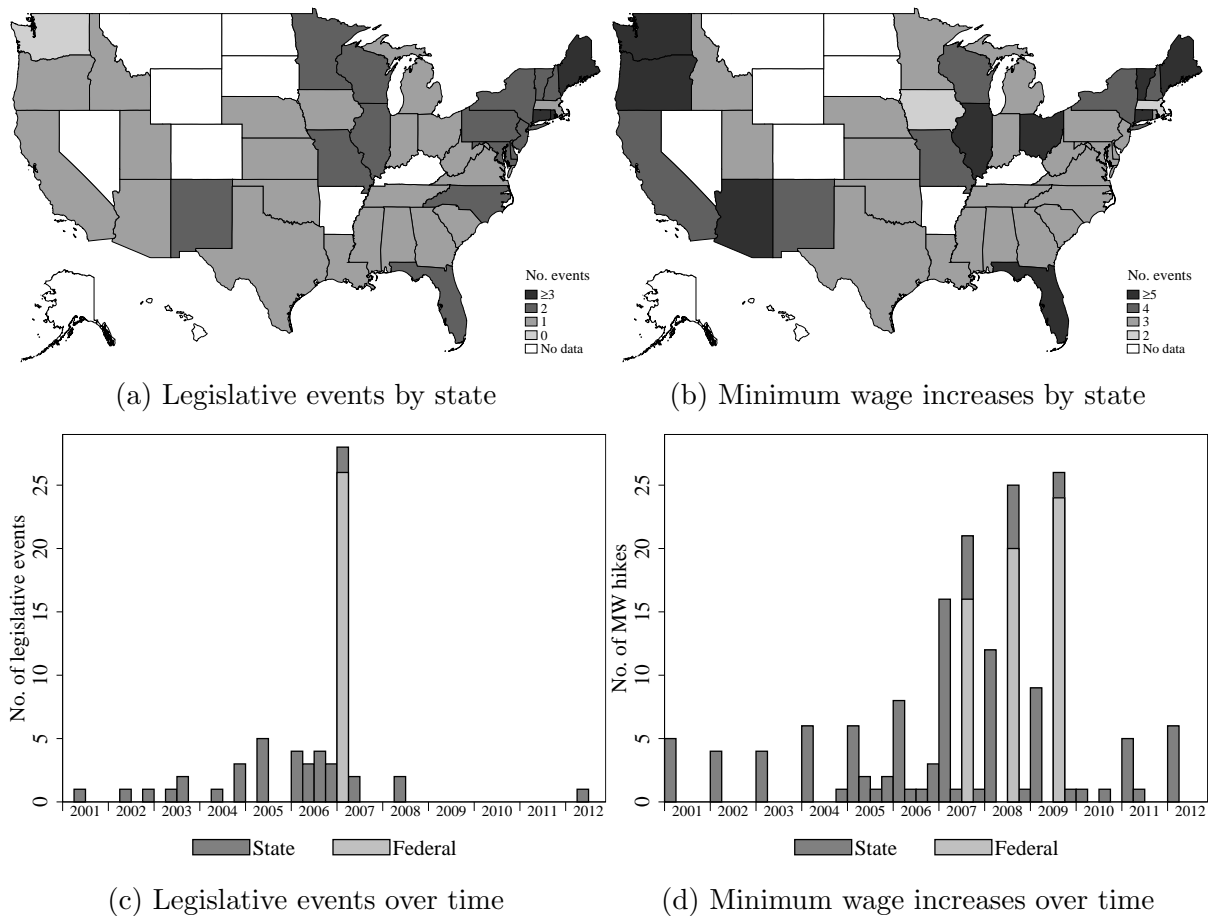 No. events
≥3
2
1
0
No data
No. events
≥5
4
3
2
No data
(a) Legislative events by state
(b) Minimum wage increases by state
No. of legislative events
0 5 10 15 20 25
2001 2002 2003 2004 2005 2006 2007 2008 2009 2010 2011 2012
State Federal
No. of MW hikes
0 5 10 15 20 25
2001 2002 2003 2004 2005 2006 2007 2008 2009 2010 2011 2012
State Federal
(c) Legislative events over time
(d) Minimum wage increases over time